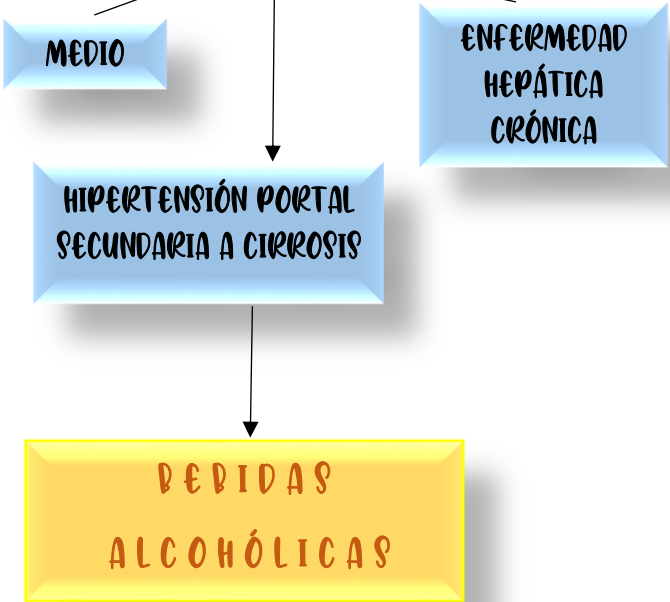 MEDIO
ENFERMEDAD
HEPÁTICA
CRÓNICA
HIPERTENSIÓN PORTAL
SECUNDARIA A CIRROSIS
BEBIDAS
ALCOHÓLICAS